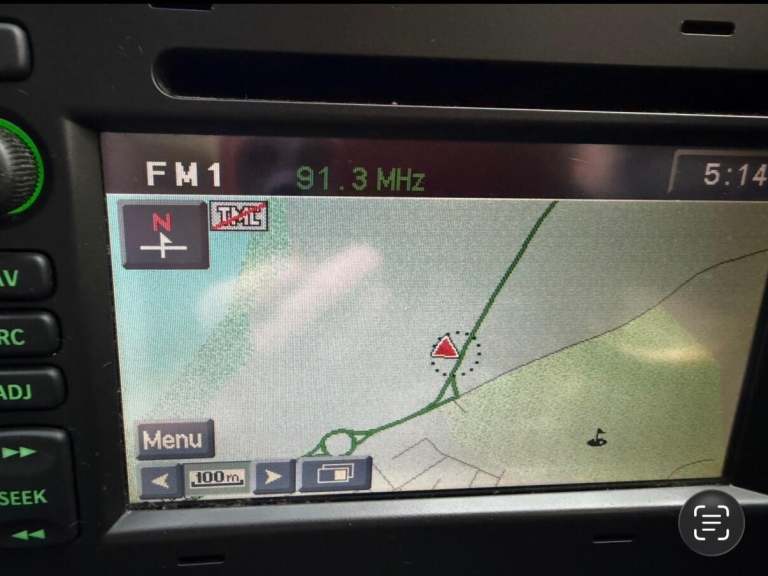 FM1 91.3 MHz 5:14
N TMC
AV
RC
ADJ
Menu
100m
SEEK